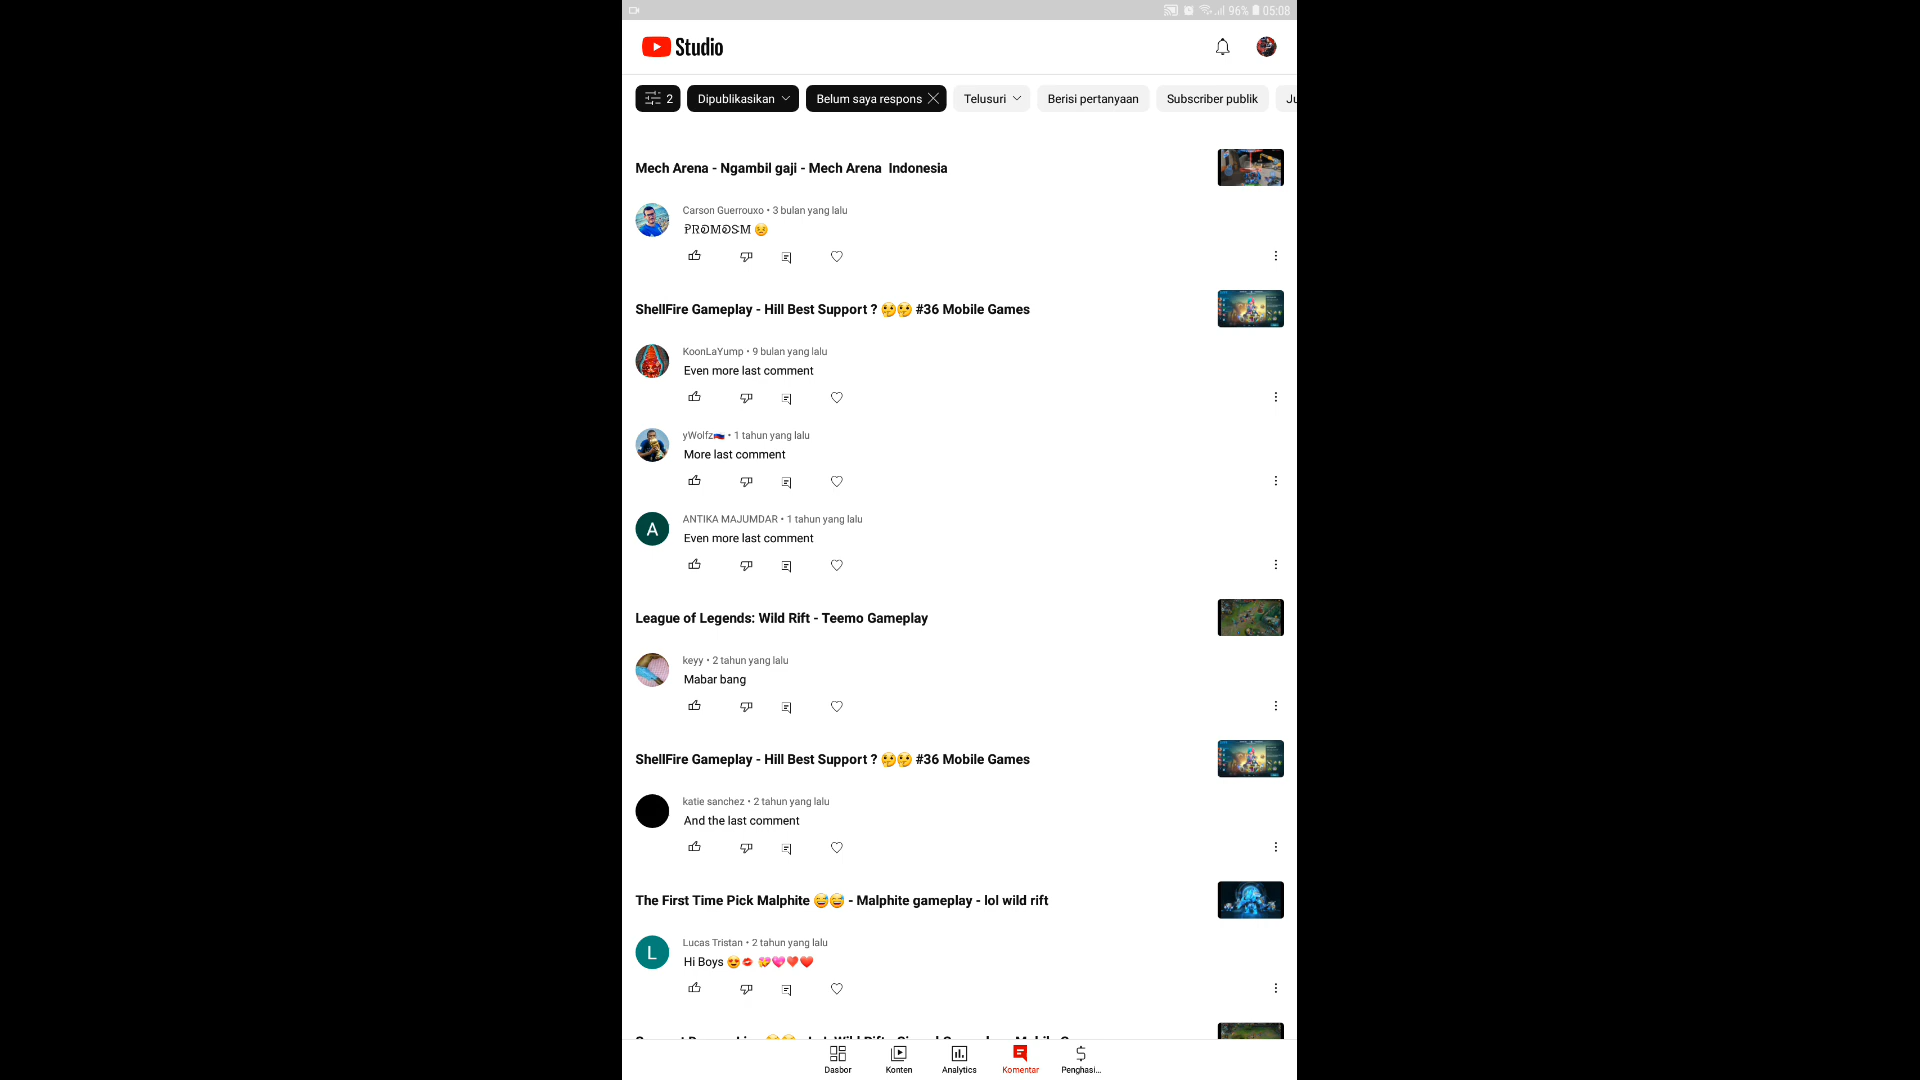 96% 05:08
Studio
2 Dipublikasikan Belum saya respons Telusuri Berisi pertanyaan Subscriber publik Ju
Mech Arena - Ngambil gaji - Mech Arena Indonesia
Carson Guerrouxo • 3 bulan yang lalu
ꉣꋪꂦꂵꂦꌚꂵ 😣
ShellFire Gameplay - Hill Best Support ? 🤔🤔 #36 Mobile Games
KoonLaYump • 9 bulan yang lalu
Even more last comment
yWolfz🇷🇺 • 1 tahun yang lalu
More last comment
A
ANTIKA MAJUMDAR • 1 tahun yang lalu
Even more last comment
League of Legends: Wild Rift - Teemo Gameplay
keyy • 2 tahun yang lalu
Mabar bang
ShellFire Gameplay - Hill Best Support ? 🤔🤔 #36 Mobile Games
katie sanchez • 2 tahun yang lalu
And the last comment
The First Time Pick Malphite 😅😅 - Malphite gameplay - lol wild rift
L
Lucas Tristan • 2 tahun yang lalu
Hi Boys 😍💋 💝💖♥️❤️
Dasbor Konten Analytics Komentar Penghasi...